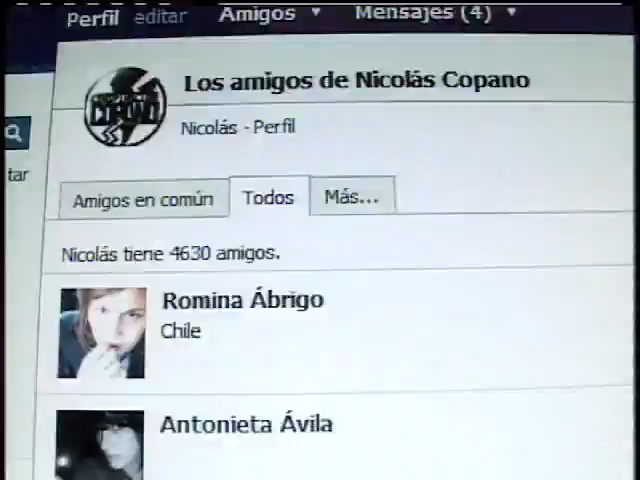 Perfil editar Amigos Mensajes (4)
Los amigos de Nicolás Copano
COPANO
Nicolás - Perfil
tar
Amigos en común Todos Más...
Nicolás tiene 4630 amigos.
Romina Ábrigo
Chile
Antonieta Ávila